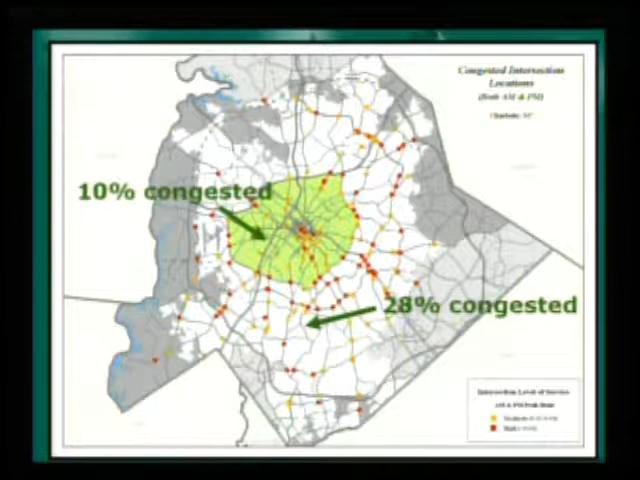 Congested Intersection
Locations
(Both AM & PM)
10% congested
28% congested
Intersection Level of Service